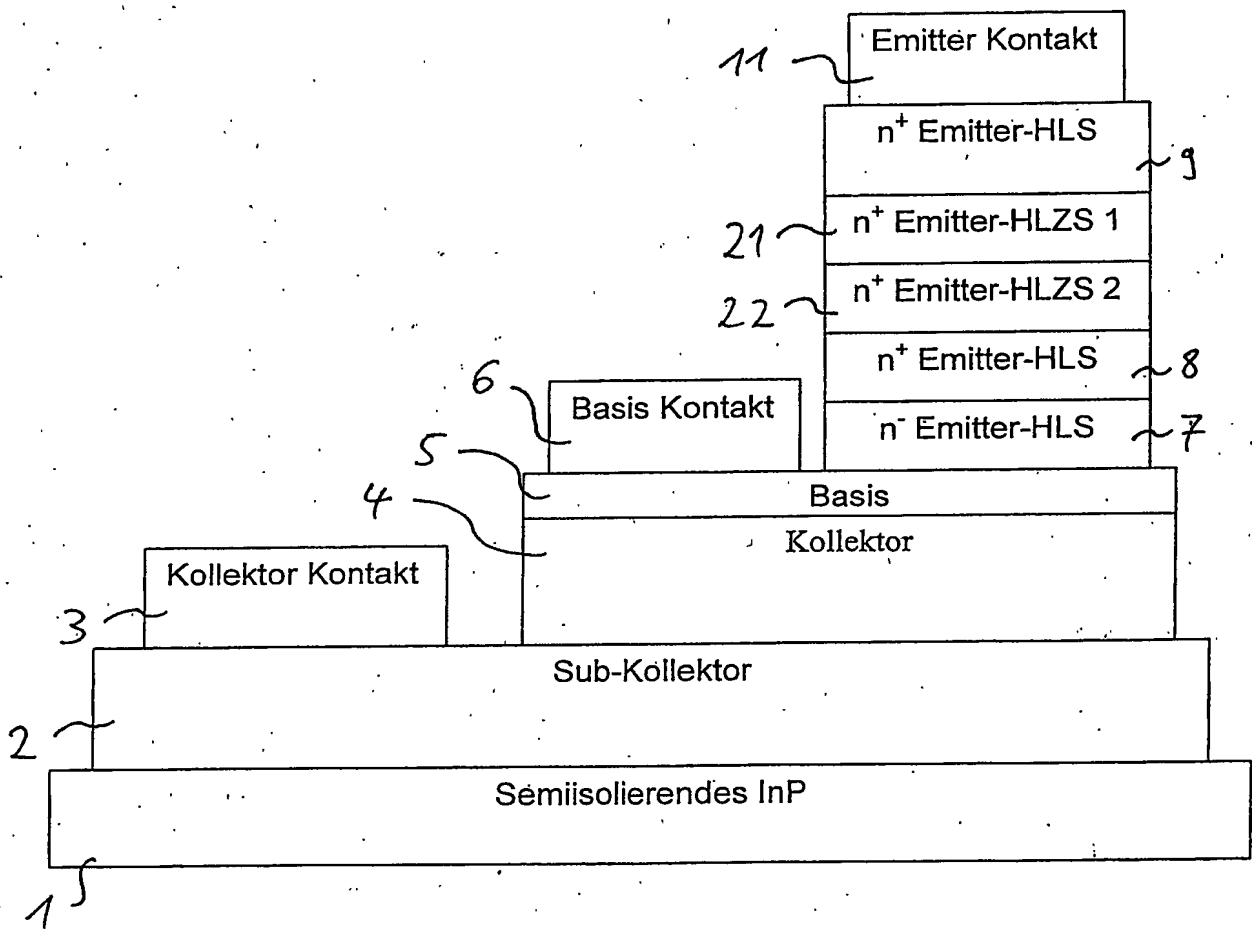 Emitter Kontakt
11
n⁺ Emitter-HLS
9
21
n⁺ Emitter-HLZS 1
n⁺ Emitter-HLZS 2
22
n⁺ Emitter-HLS
8
6
Basis Kontakt
n⁻ Emitter-HLS
7
5
Basis
4
Kollektor
Kollektor Kontakt
3
Sub-Kollektor
2
Semiisolierendes InP
1